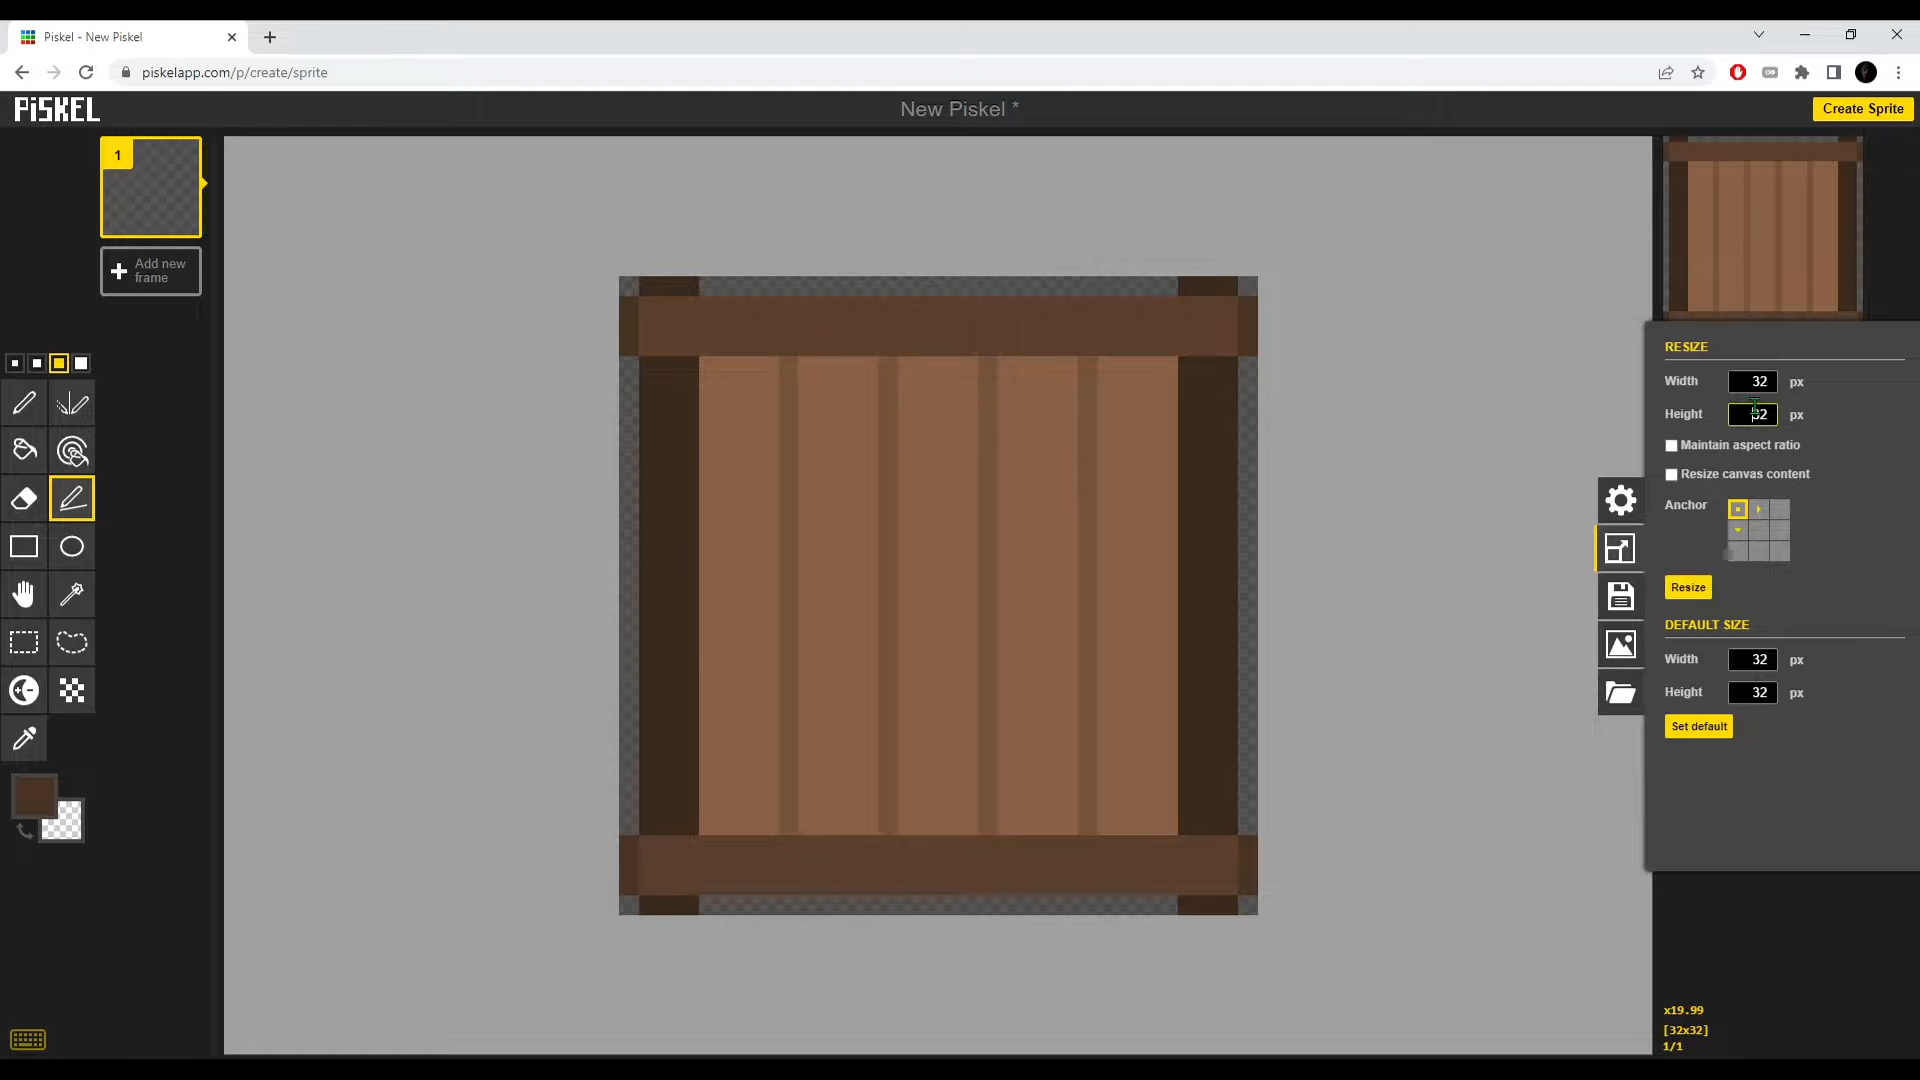 Piskel - New Piskel
piskelapp.com/p/create/sprite
PiSKEL
New Piskel *
Create Sprite
1
Add new
frame
RESIZE
Width 32 px
Height 32 px
Maintain aspect ratio
Resize canvas content
Anchor
Resize
DEFAULT SIZE
Width 32 px
Height 32 px
Set default
x19.99
[32x32]
1/1